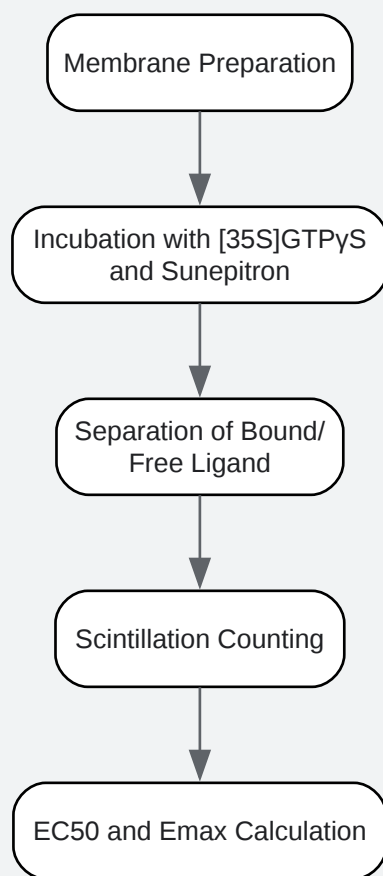 Membrane Preparation
Incubation with [35S]GTPγS
and Sunepitron
Separation of Bound/
Free Ligand
Scintillation Counting
EC50 and Emax Calculation